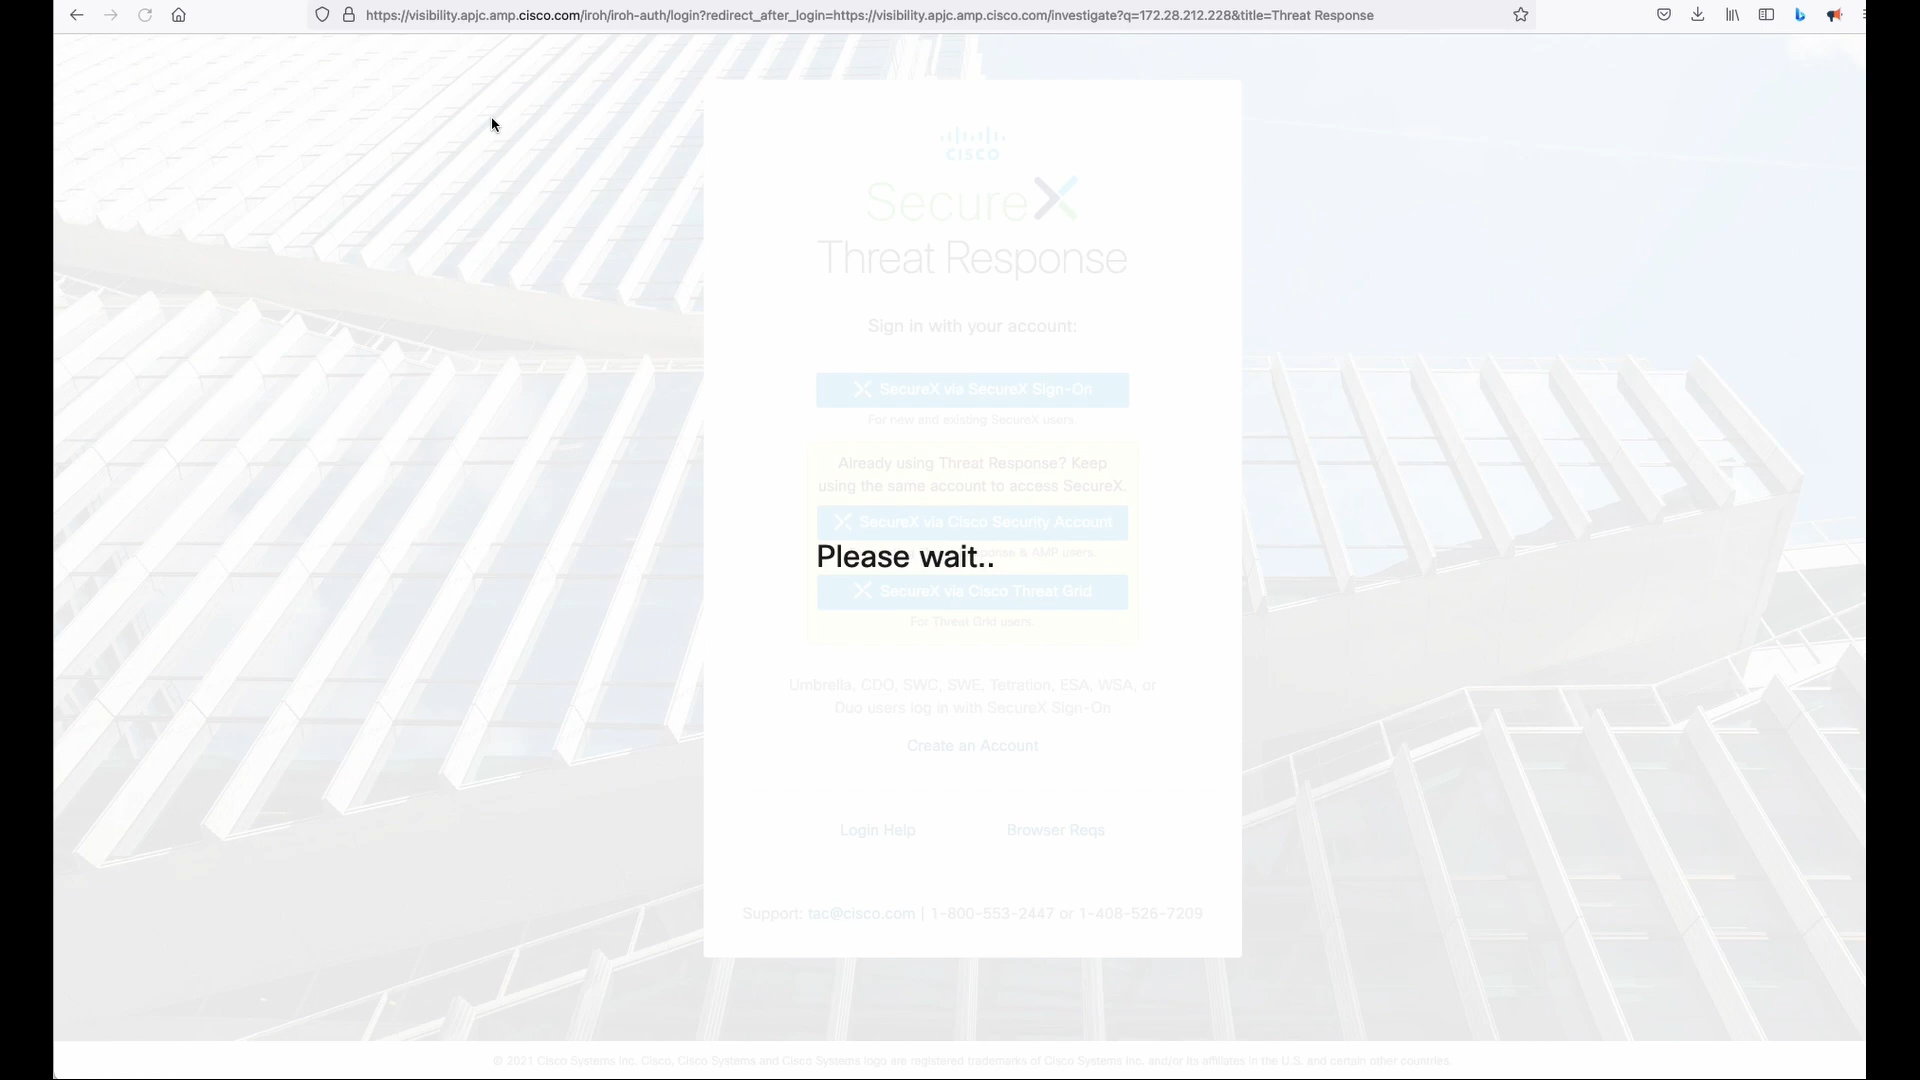 https://visibility.apjc.amp.cisco.com/iroh/iroh-auth/login?redirect_after_login=https://visibility.apjc.amp.cisco.com/investigate?q=172.28.212.228&title=Threat Response
CISCO
SecureX
Threat Response
Sign in with your account:
SecureX via SecureX Sign-On
For new and existing SecureX users.
Already using Threat Response? Keep
using the same account to access SecureX.
SecureX via Cisco Security Account
& AMP users.
Please wait..
SecureX via Cisco Threat Grid
For Threat Grid users.
Umbrella, CDO, SWC, SWE, Tetration, ESA, WSA, or
Duo users log in with SecureX Sign-On
Create an Account
Login Help Browser Reqs
Support: tac@cisco.com | 1-800-553-2447 or 1-408-526-7209
© 2021 Cisco Systems Inc. Cisco, Cisco Systems and Cisco Systems logo are registered trademarks of Cisco Systems Inc. and/or its affiliates in the U.S. and certain other countries.